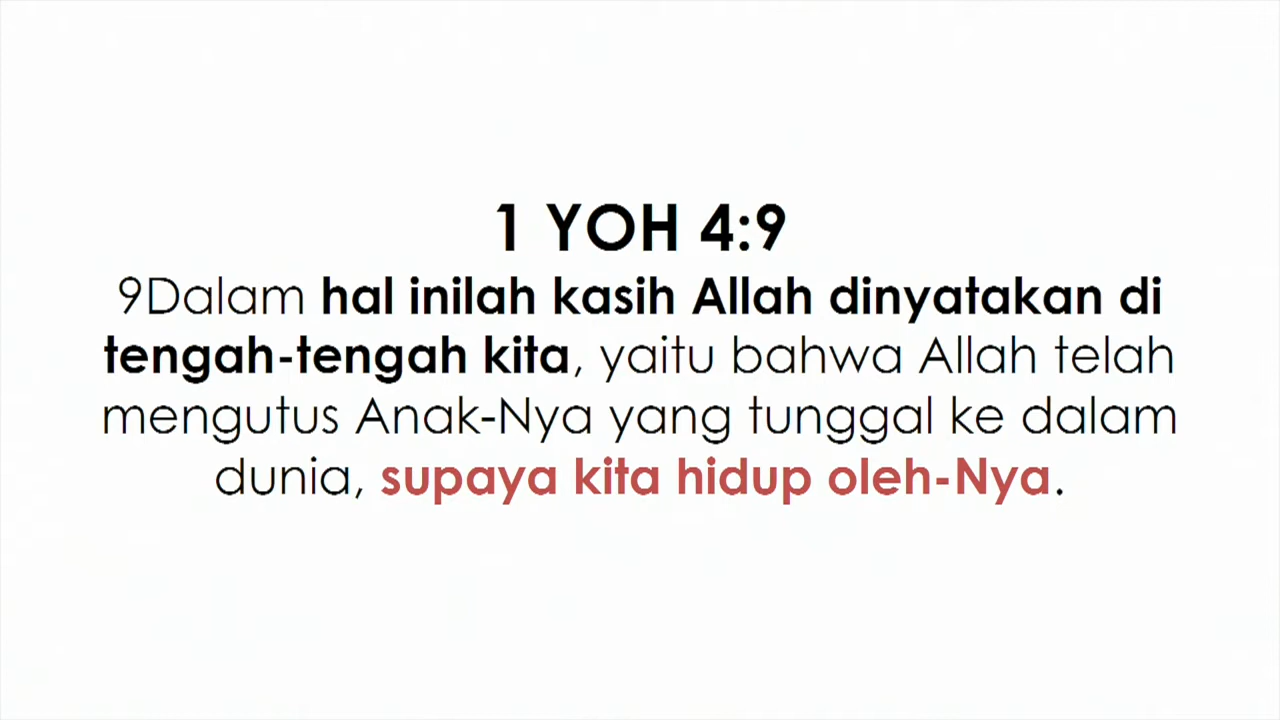 1 YOH 4:9
9Dalam hal inilah kasih Allah dinyatakan di
tengah-tengah kita, yaitu bahwa Allah telah
mengutus Anak-Nya yang tunggal ke dalam
dunia, supaya kita hidup oleh-Nya.